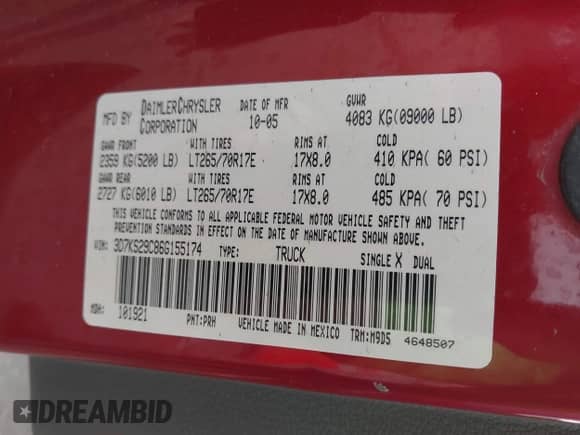 MFD BY DAIMLERCHRYSLER CORPORATION DATE OF MFR 10-05 GVWR 4083 KG(09000 LB)
GAWR FRONT WITH TIRES RIMS AT COLD
2359 KG(5200 LB) LT265/70R17E 17X8.0 410 KPA( 60 PSI)
GAWR REAR WITH TIRES RIMS AT COLD
2727 KG(6010 LB) LT265/70R17E 17X8.0 485 KPA( 70 PSI)
THIS VEHICLE CONFORMS TO ALL APPLICABLE FEDERAL MOTOR VEHICLE SAFETY AND THEFT
PREVENTION STANDARDS IN EFFECT ON THE DATE OF MANUFACTURE SHOWN ABOVE.
VIN: 3D7KS29C866155174 TYPE: TRUCK SINGLE X DUAL
MDH: 101921 PNT:PRH VEHICLE MADE IN MEXICO TRM:M9D5 4648507
DREAMBID